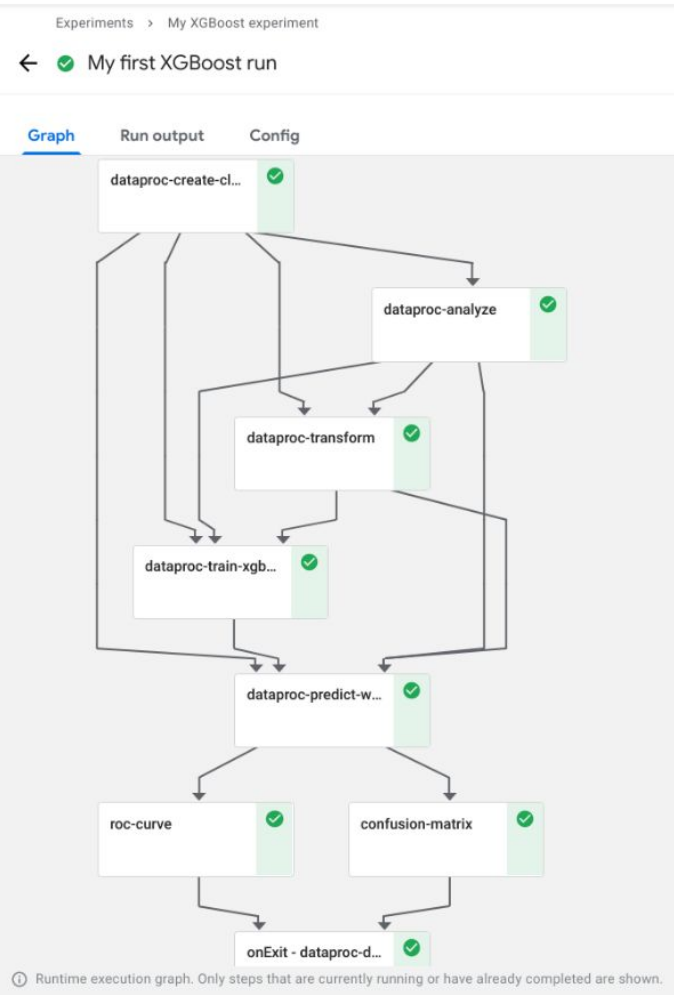 Experiments > My XGBoost experiment
My first XGBoost run
Graph Run output Config
dataproc-create-cl...
dataproc-analyze
dataproc-transform
dataproc-train-xgb...
dataproc-predict-w...
roc-curve confusion-matrix
onExit - dataproc-d...
Runtime execution graph. Only steps that are currently running or have already completed are shown.